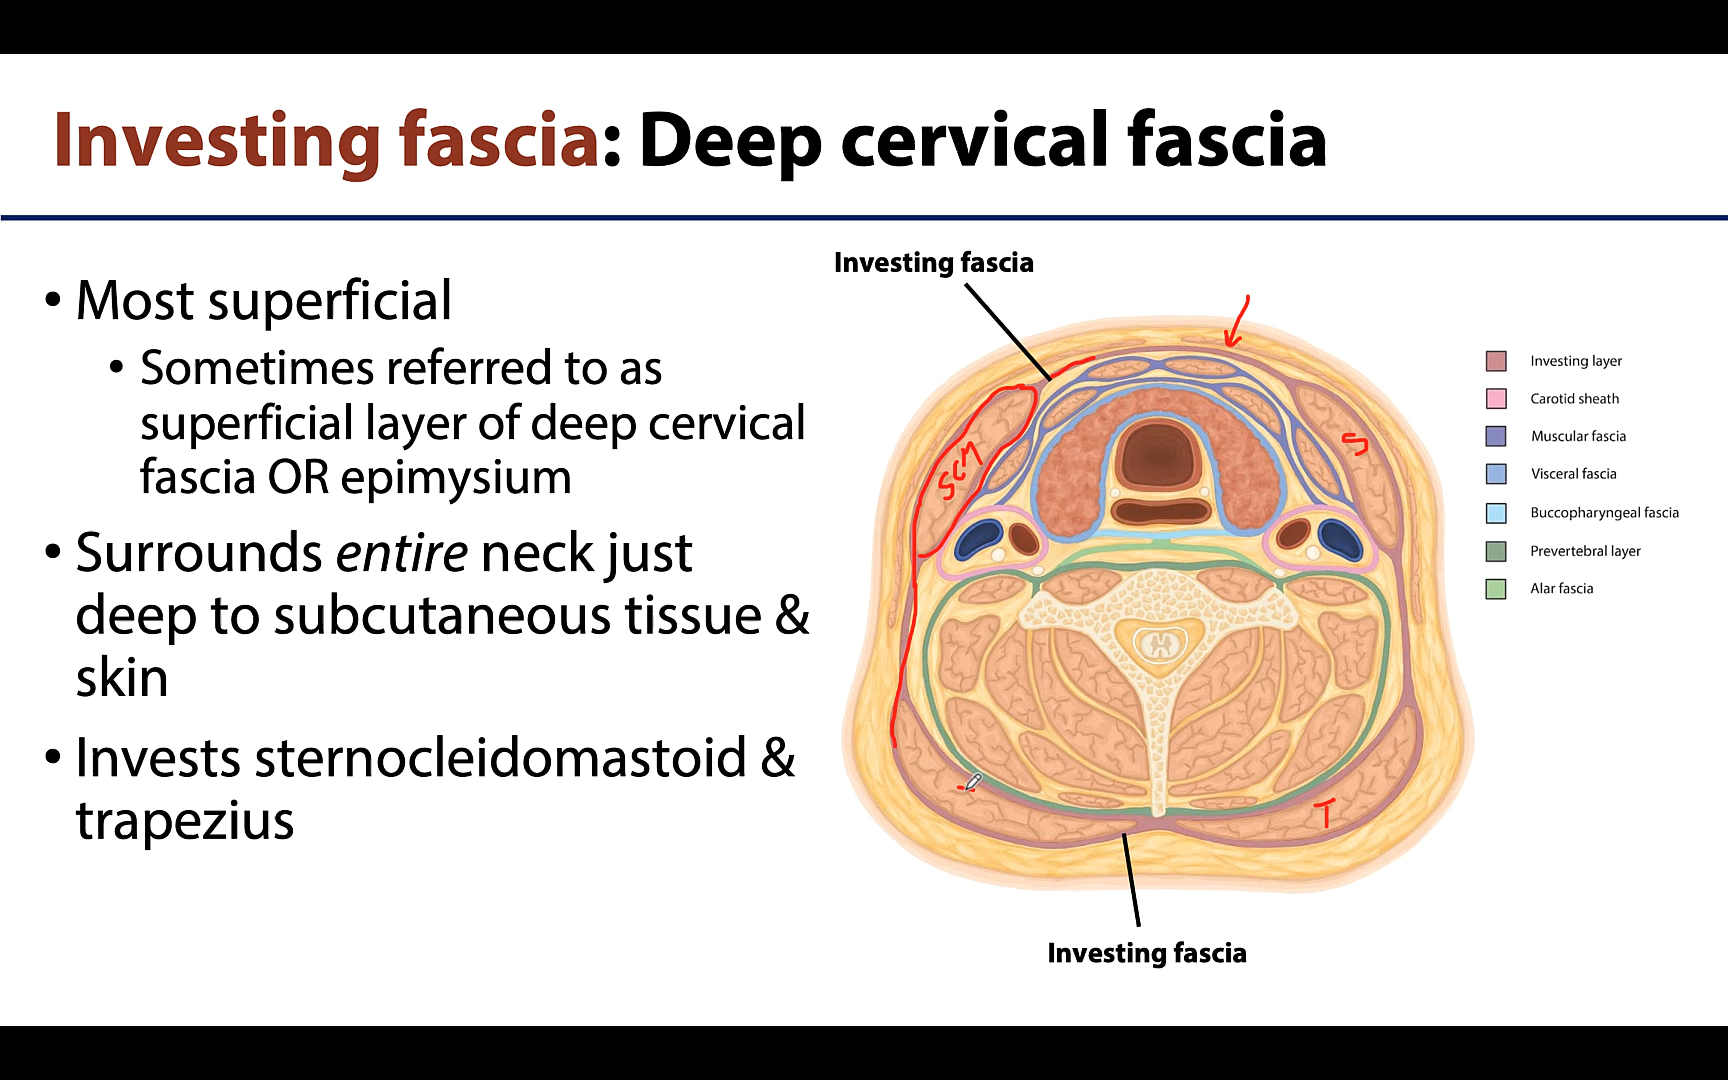 Investing fascia: Deep cervical fascia
• Most superficial
• Sometimes referred to as
superficial layer of deep cervical
fascia OR epimysium
• Surrounds entire neck just
deep to subcutaneous tissue &
skin
• Invests sternocleidomastoid &
trapezius
Investing fascia
SCM
S
T
Investing fascia
Investing layer
Carotid sheath
Muscular fascia
Visceral fascia
Buccopharyngeal fascia
Prevertebral layer
Alar fascia